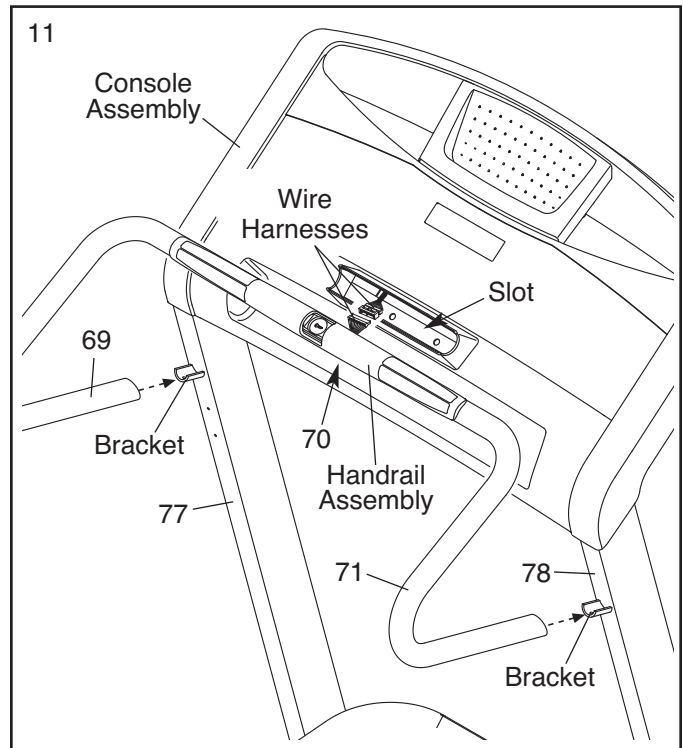 11
Console
Assembly
Wire
Harnesses
Slot
69
Bracket
70
Handrail
Assembly
77
71
78
Bracket